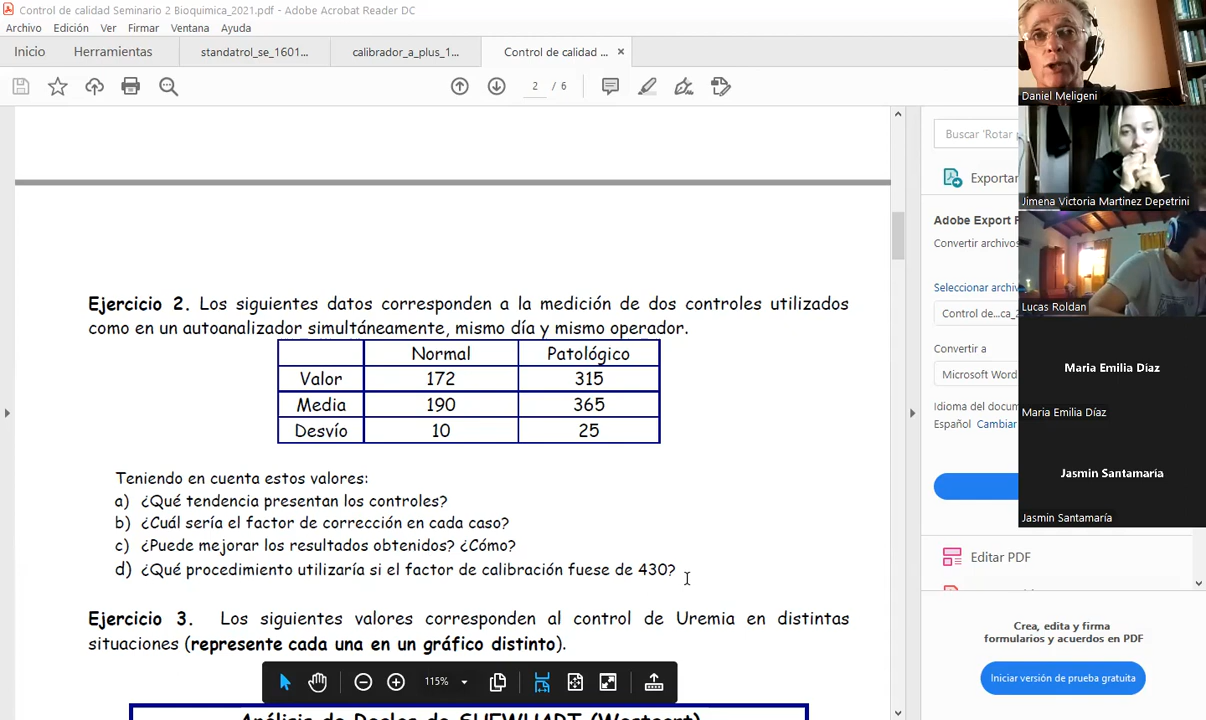 Control de calidad Seminario 2 Bioquimica_2021.pdf - Adobe Acrobat Reader DC
Archivo Edición Ver Firmar Ventana Ayuda
Inicio Herramientas standatrol_se_1601... calibrador_a_plus_1... Control de calidad ... ×
2 / 6
Daniel Meligeni
Buscar 'Rotar
Jimena Victoria Martinez Depetrini
Exportar
Adobe Export
Convertir archivos
Seleccionar archiv
Lucas Roldan
Control de...ca_2
Convertir a
Microsoft Word
Maria Emilia Diaz
Maria Emilia Díaz
Idioma del docum
Español Cambiar
Jasmin Santamaría
Jasmin Santamaría
Editar PDF
Crea, edita y firma
formularios y acuerdos en PDF
Iniciar versión de prueba gratuita
Ejercicio 2. Los siguientes datos corresponden a la medición de dos controles utilizados
como en un autoanalizador simultáneamente, mismo día y mismo operador.
Normal Patológico
Valor 172 315
Media 190 365
Desvío 10 25
Teniendo en cuenta estos valores:
a) ¿Qué tendencia presentan los controles?
b) ¿Cuál sería el factor de corrección en cada caso?
c) ¿Puede mejorar los resultados obtenidos? ¿Cómo?
d) ¿Qué procedimiento utilizaría si el factor de calibración fuese de 430?
Ejercicio 3. Los siguientes valores corresponden al control de Uremia en distintas
situaciones (represente cada una en un gráfico distinto).
115%